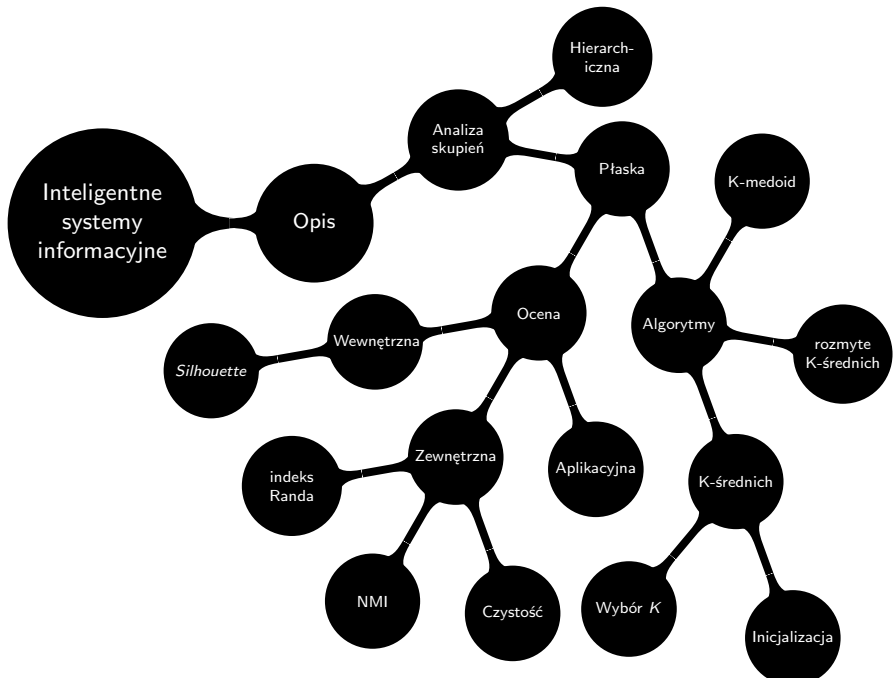 Hierarch-
iczna
Analiza
skupień
Płaska
K-medoid
Inteligentne
systemy
informacyjne
Opis
Ocena
Algorytmy
Wewnętrzna
rozmyte
K-średnich
Silhouette
Zewnętrzna
Aplikacyjna
K-średnich
indeks
Randa
NMI
Czystość
Wybór K
Inicjalizacja